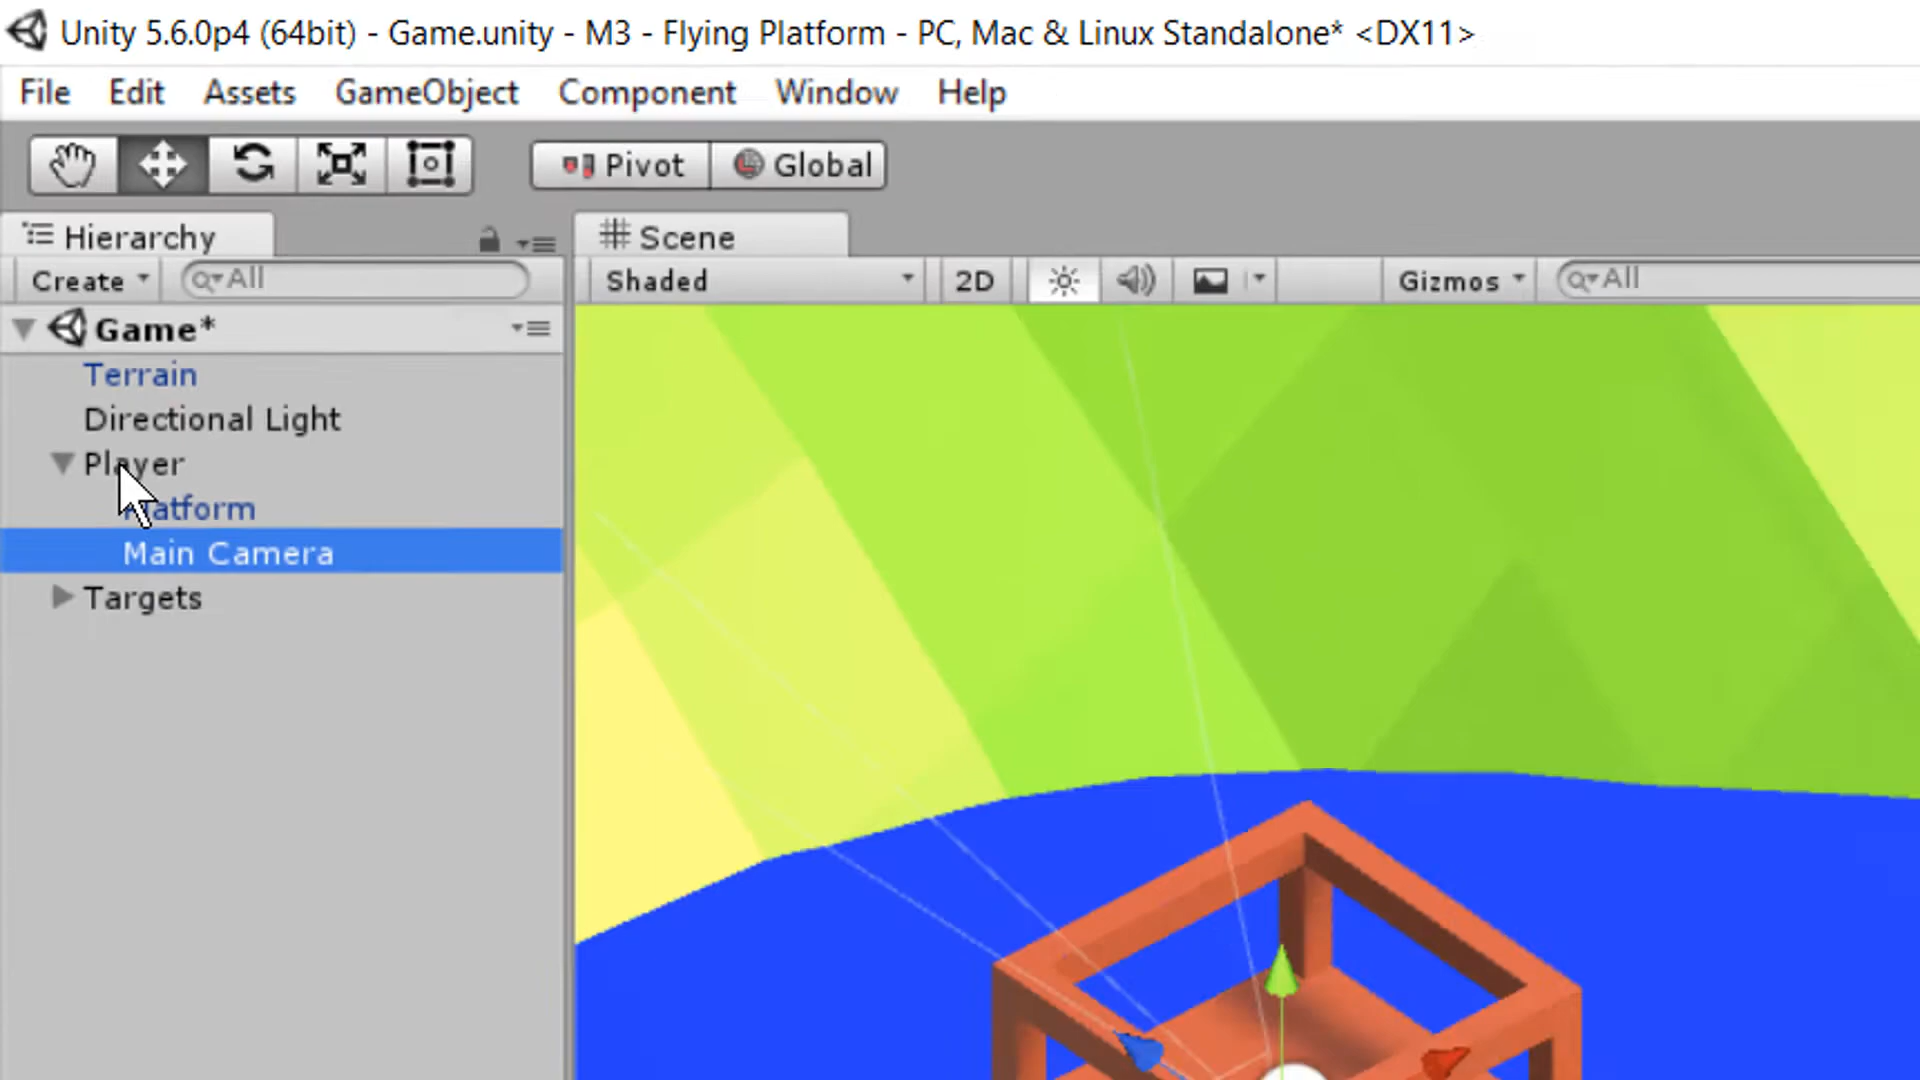 Unity 5.6.0p4 (64bit) - Game.unity - M3 - Flying Platform - PC, Mac & Linux Standalone* <DX11>
File Edit Assets GameObject Component Window Help
Pivot Global
Hierarchy Scene
Create All Shaded 2D Gizmos All
Game*
Terrain
Directional Light
Player
Platform
Main Camera
Targets